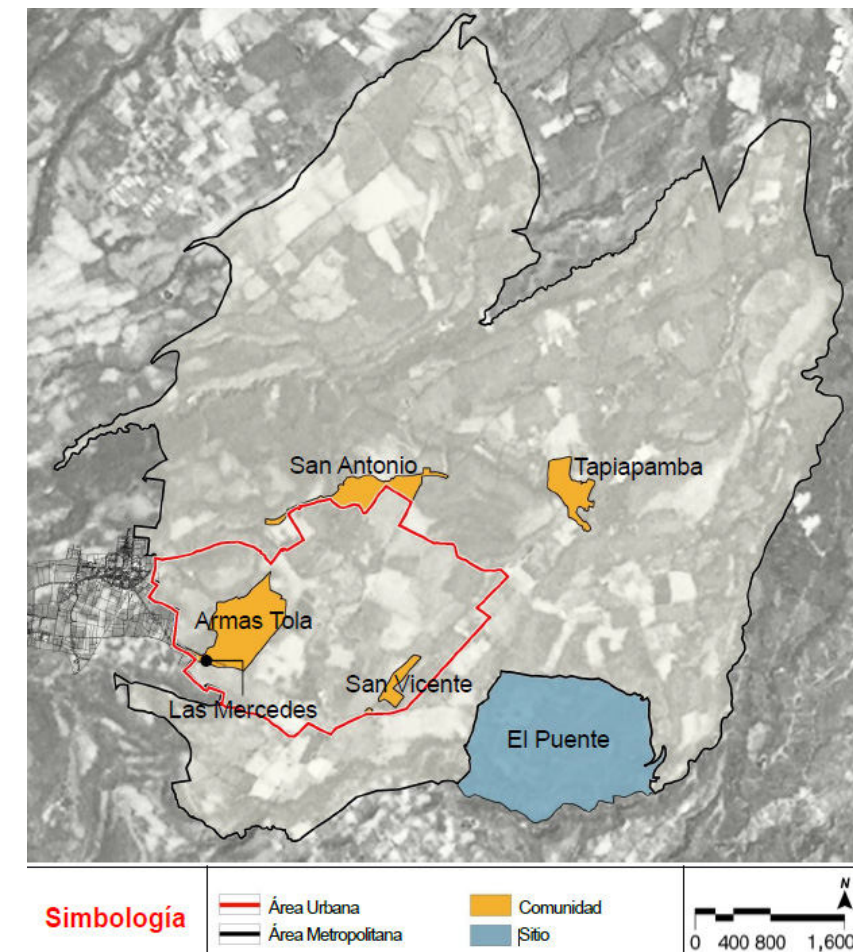 San Antonio
Tapiapamba
Armas Tola
San Vicente
Las Mercedes
El Puente
Simbología
Área Urbana
Área Metropolitana
Comunidad
Sitio
N
0 400 800 1,600